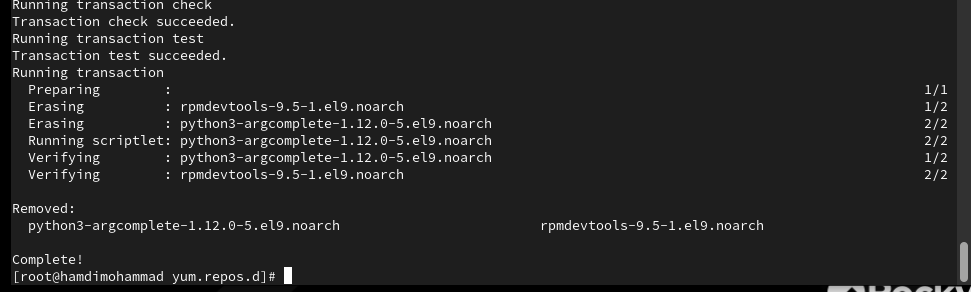 Running transaction check
Transaction check succeeded.
Running transaction test
Transaction test succeeded.
Running transaction
  Preparing        :                                                                                             1/1
  Erasing          : rpmdevtools-9.5-1.el9.noarch                                                                1/2
  Erasing          : python3-argcomplete-1.12.0-5.el9.noarch                                                     2/2
  Running scriptlet: python3-argcomplete-1.12.0-5.el9.noarch                                                     2/2
  Verifying        : python3-argcomplete-1.12.0-5.el9.noarch                                                     1/2
  Verifying        : rpmdevtools-9.5-1.el9.noarch                                                                2/2
Removed:
  python3-argcomplete-1.12.0-5.el9.noarch                         rpmdevtools-9.5-1.el9.noarch
Complete!
[root@hamdimohammad yum.repos.d]#